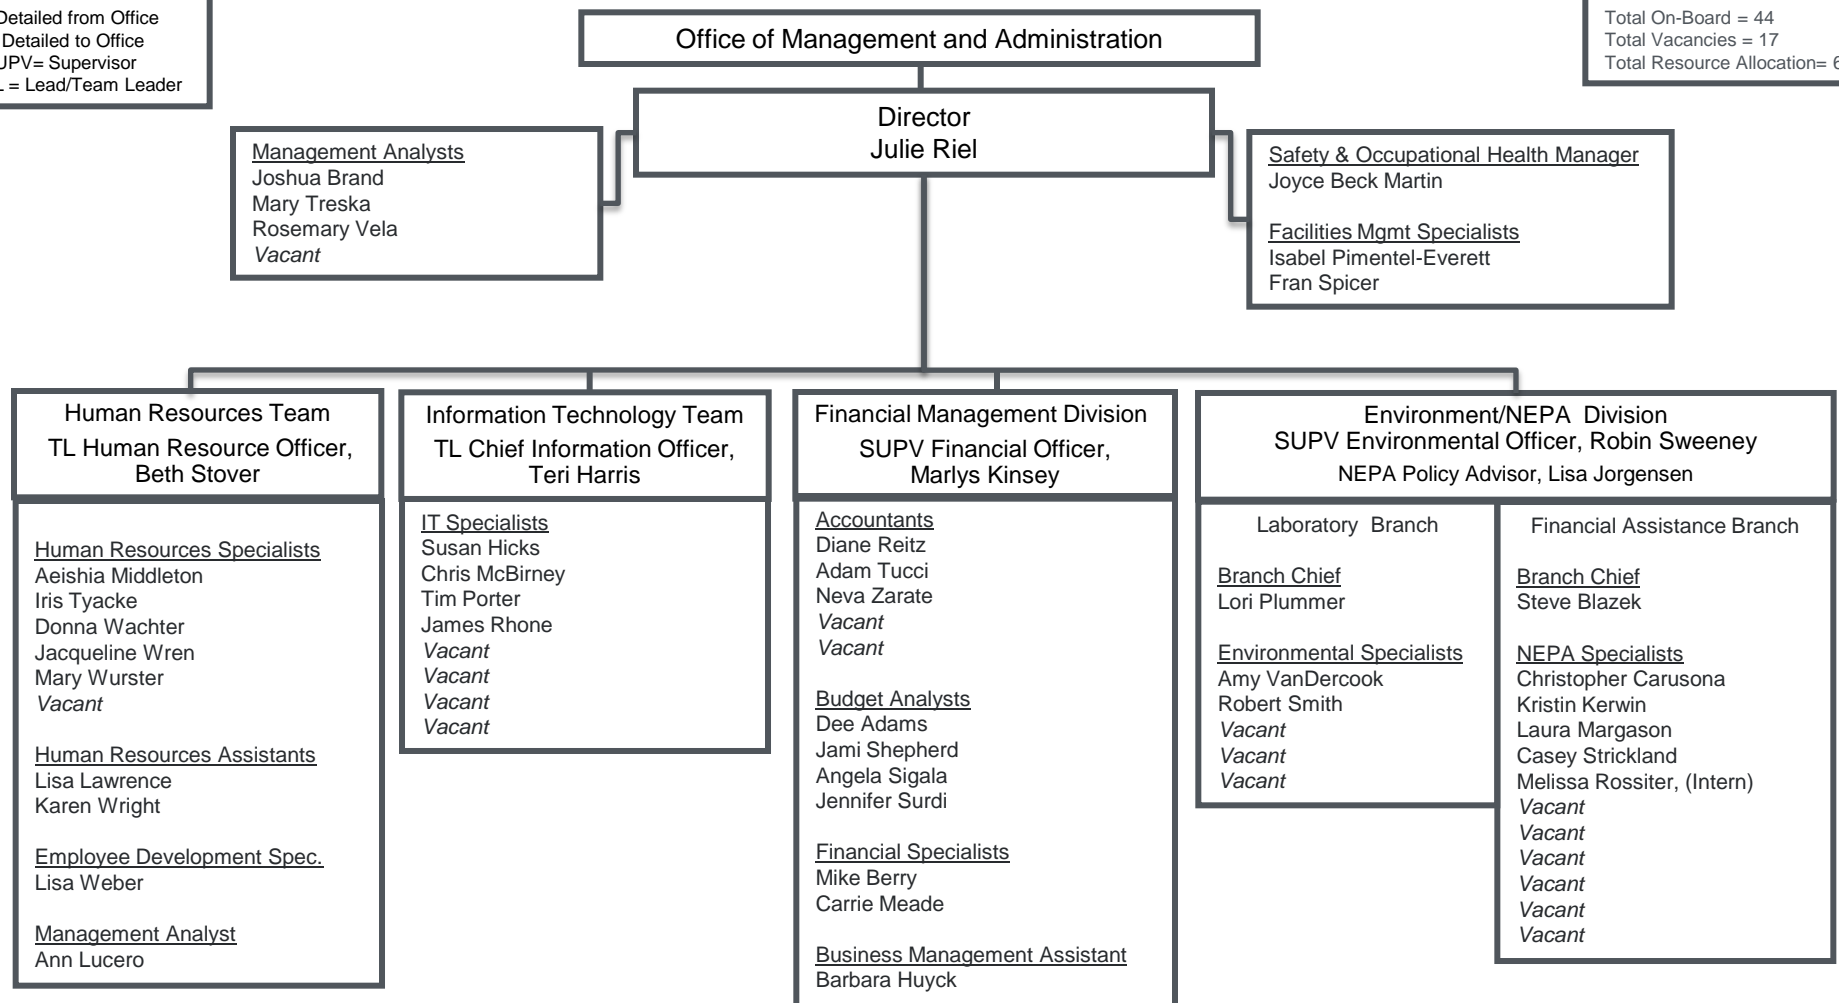 Detailed from Office
Detailed to Office
UPV= Supervisor
= Lead/Team Leader
Total On-Board = 44
Total Vacancies = 17
Total Resource Allocation= 6
Office of Management and Administration
Director
Julie Riel
Management Analysts
Joshua Brand
Mary Treska
Rosemary Vela
Vacant
Safety & Occupational Health Manager
Joyce Beck Martin
Facilities Mgmt Specialists
Isabel Pimentel-Everett
Fran Spicer
Human Resources Team
TL Human Resource Officer,
Beth Stover
Human Resources Specialists
Aeishia Middleton
Iris Tyacke
Donna Wachter
Jacqueline Wren
Mary Wurster
Vacant
Human Resources Assistants
Lisa Lawrence
Karen Wright
Employee Development Spec.
Lisa Weber
Management Analyst
Ann Lucero
Information Technology Team
TL Chief Information Officer,
Teri Harris
IT Specialists
Susan Hicks
Chris McBirney
Tim Porter
James Rhone
Vacant
Vacant
Vacant
Vacant
Financial Management Division
SUPV Financial Officer,
Marlys Kinsey
Accountants
Diane Reitz
Adam Tucci
Neva Zarate
Vacant
Vacant
Budget Analysts
Dee Adams
Jami Shepherd
Angela Sigala
Jennifer Surdi
Financial Specialists
Mike Berry
Carrie Meade
Business Management Assistant
Barbara Huyck
Environment/NEPA Division
SUPV Environmental Officer, Robin Sweeney
NEPA Policy Advisor, Lisa Jorgensen
Laboratory Branch
Branch Chief
Lori Plummer
Environmental Specialists
Amy VanDercook
Robert Smith
Vacant
Vacant
Vacant
Financial Assistance Branch
Branch Chief
Steve Blazek
NEPA Specialists
Christopher Carusona
Kristin Kerwin
Laura Margason
Casey Strickland
Melissa Rossiter, (Intern)
Vacant
Vacant
Vacant
Vacant
Vacant
Vacant